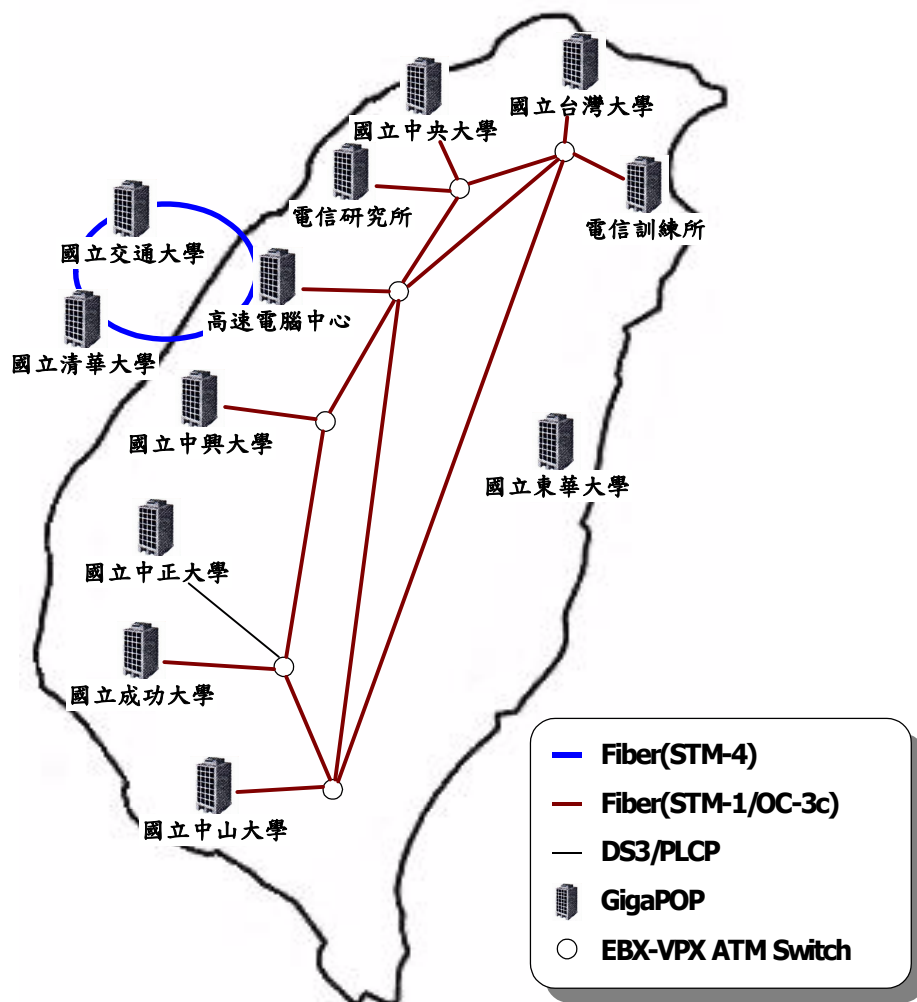 國立台灣大學
國立中央大學
電信研究所
電信訓練所
國立交通大學
高速電腦中心
國立清華大學
國立中興大學
國立東華大學
國立中正大學
國立成功大學
國立中山大學
Fiber(STM-4)
Fiber(STM-1/OC-3c)
DS3/PLCP
GigaPOP
EBX-VPX ATM Switch